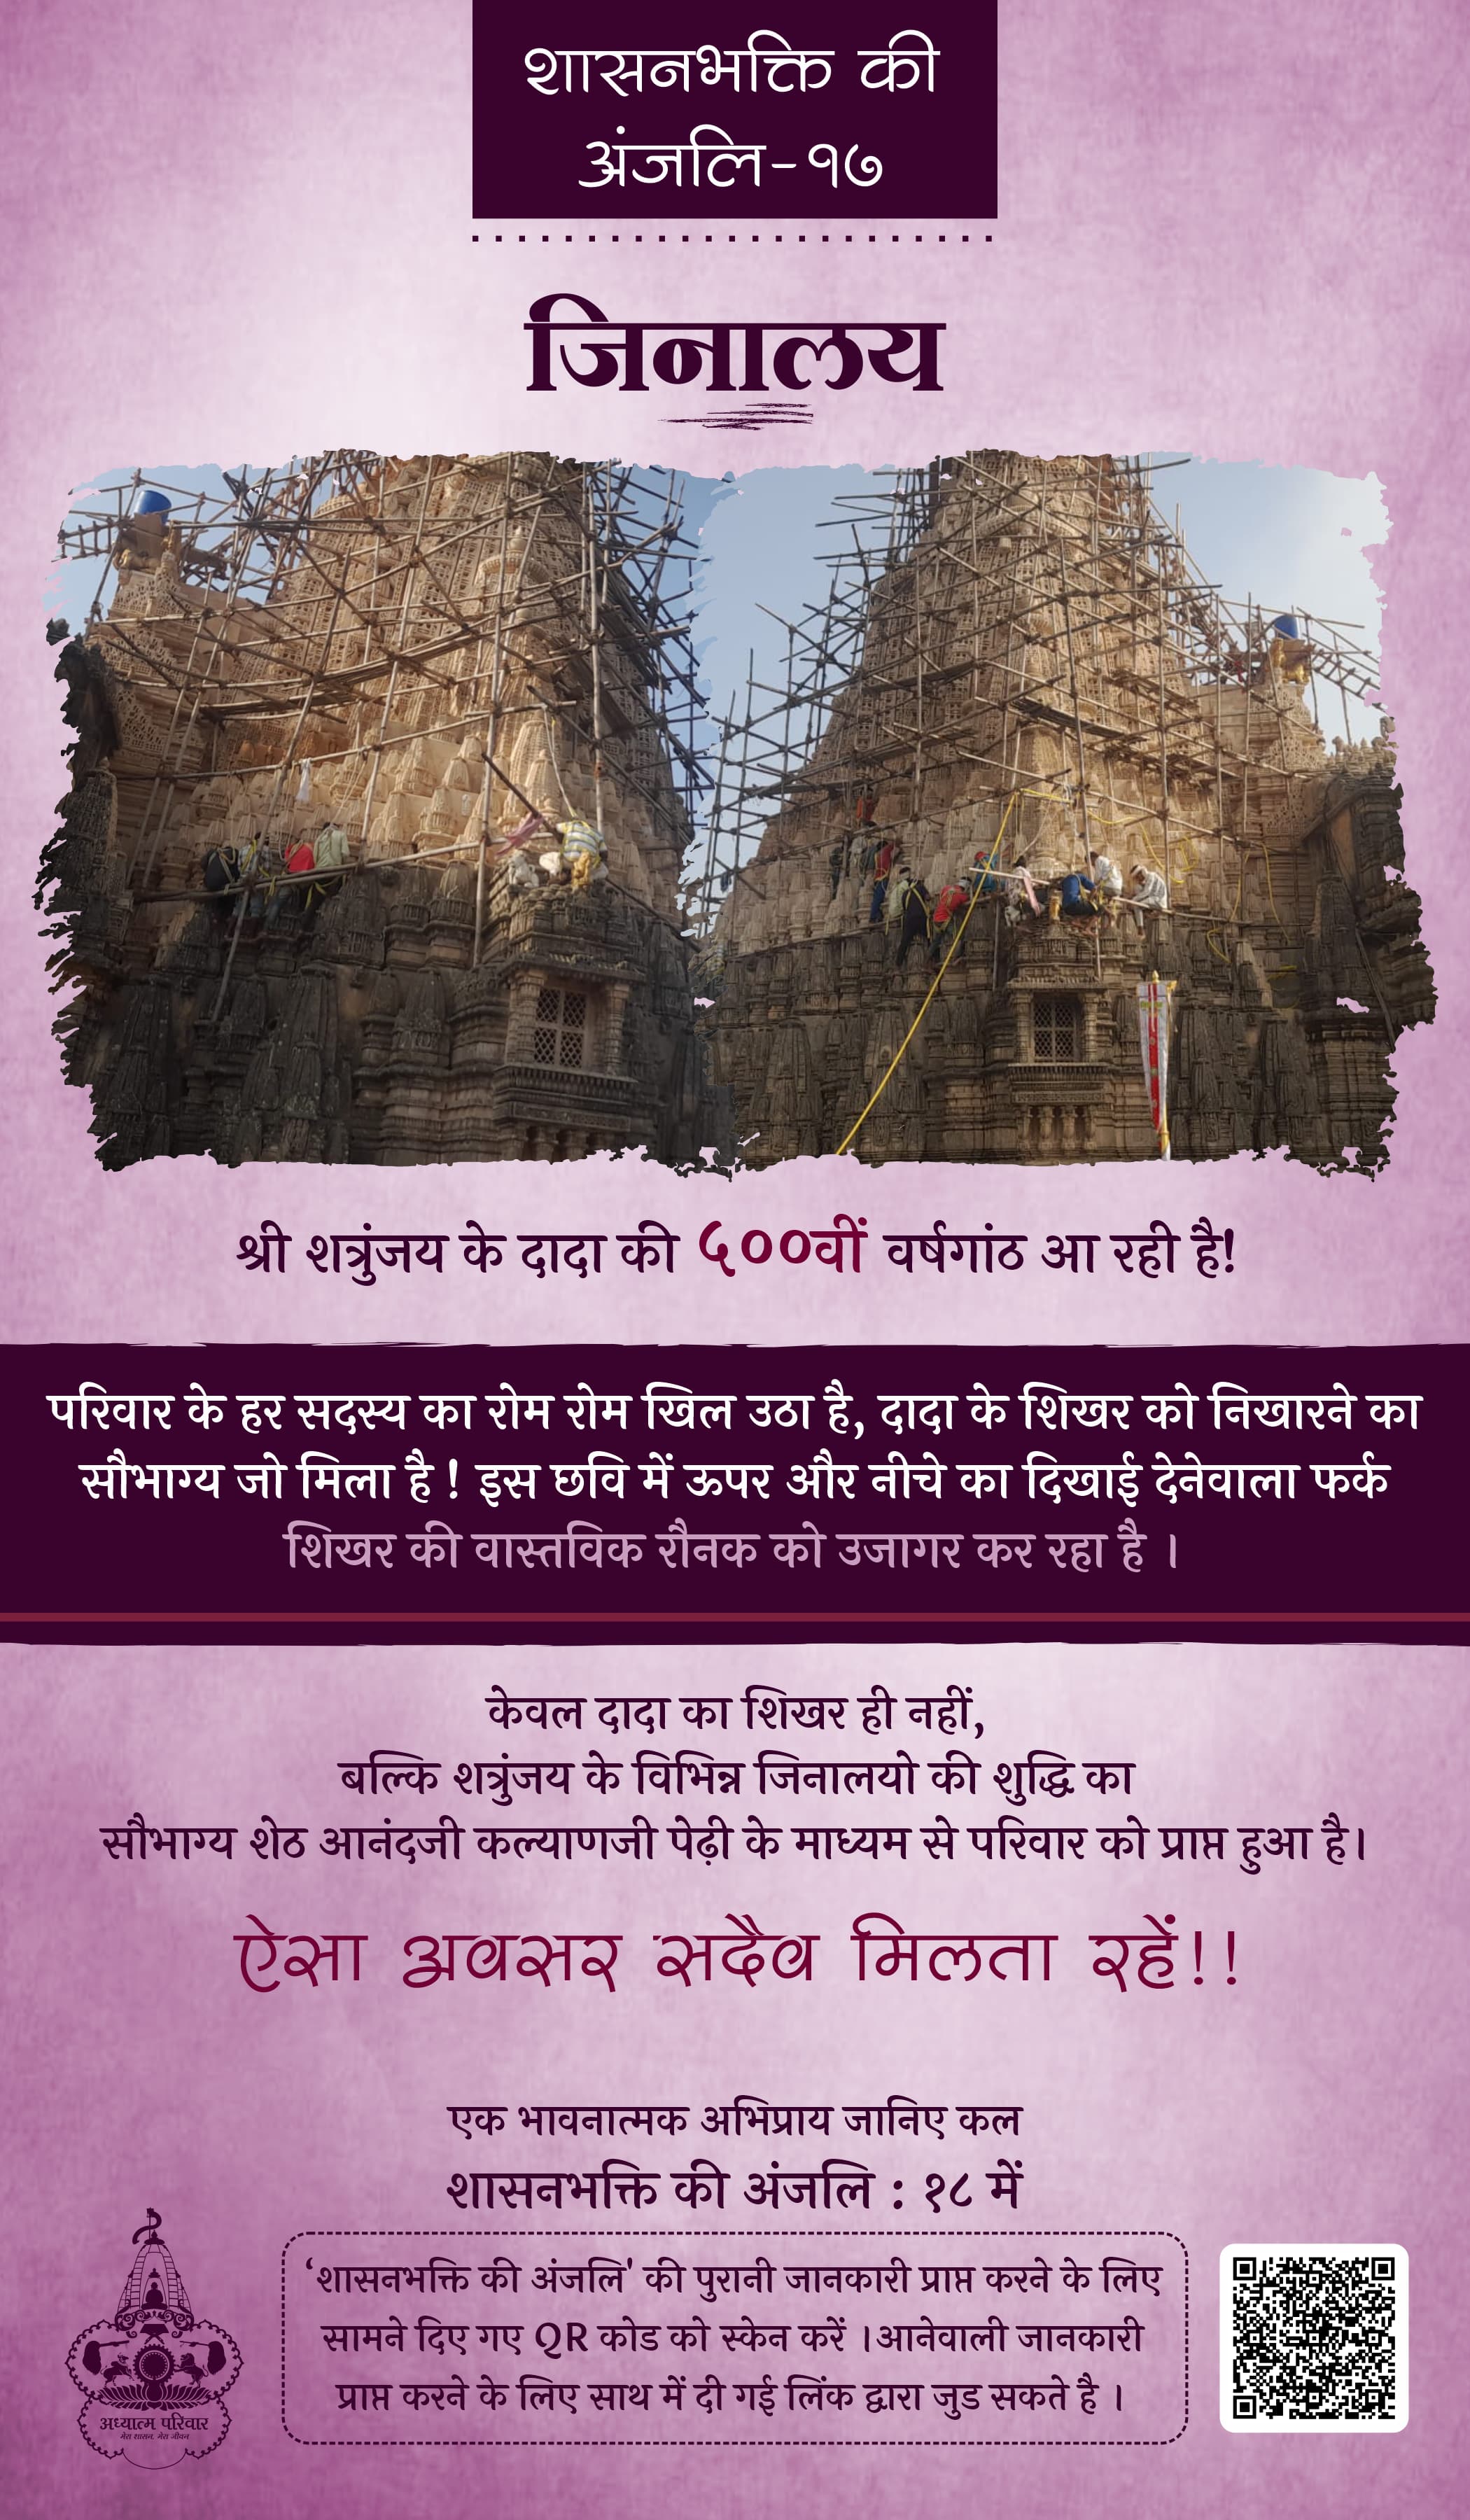 शासनभक्ति की
अंजलि-१७
जिनालय
श्री शत्रुंजय के दादा की ५००वीं वर्षगांठ आ रही है!
परिवार के हर सदस्य का रोम रोम खिल उठा है, दादा के शिखर को निखारने का
सौभाग्य जो मिला है ! इस छवि में ऊपर और नीचे का दिखाई देनेवाला फर्क
शिखर की वास्तविक रौनक को उजागर कर रहा है ।
केवल दादा का शिखर ही नहीं,
बल्कि शत्रुंजय के विभिन्न जिनालयो की शुद्धि का
सौभाग्य शेठ आनंदजी कल्याणजी पेढ़ी के माध्यम से परिवार को प्राप्त हुआ है।
ऐसा अवसर सदैव मिलता रहें!!
एक भावनात्मक अभिप्राय जानिए कल
शासनभक्ति की अंजलि : १८ में
‘शासनभक्ति की अंजलि' की पुरानी जानकारी प्राप्त करने के लिए
सामने दिए गए QR कोड को स्केन करें ।आनेवाली जानकारी
प्राप्त करने के लिए साथ में दी गई लिंक द्वारा जुड सकते है ।
अध्यात्म परिवार
मेरा शासन, मेरा जीवन